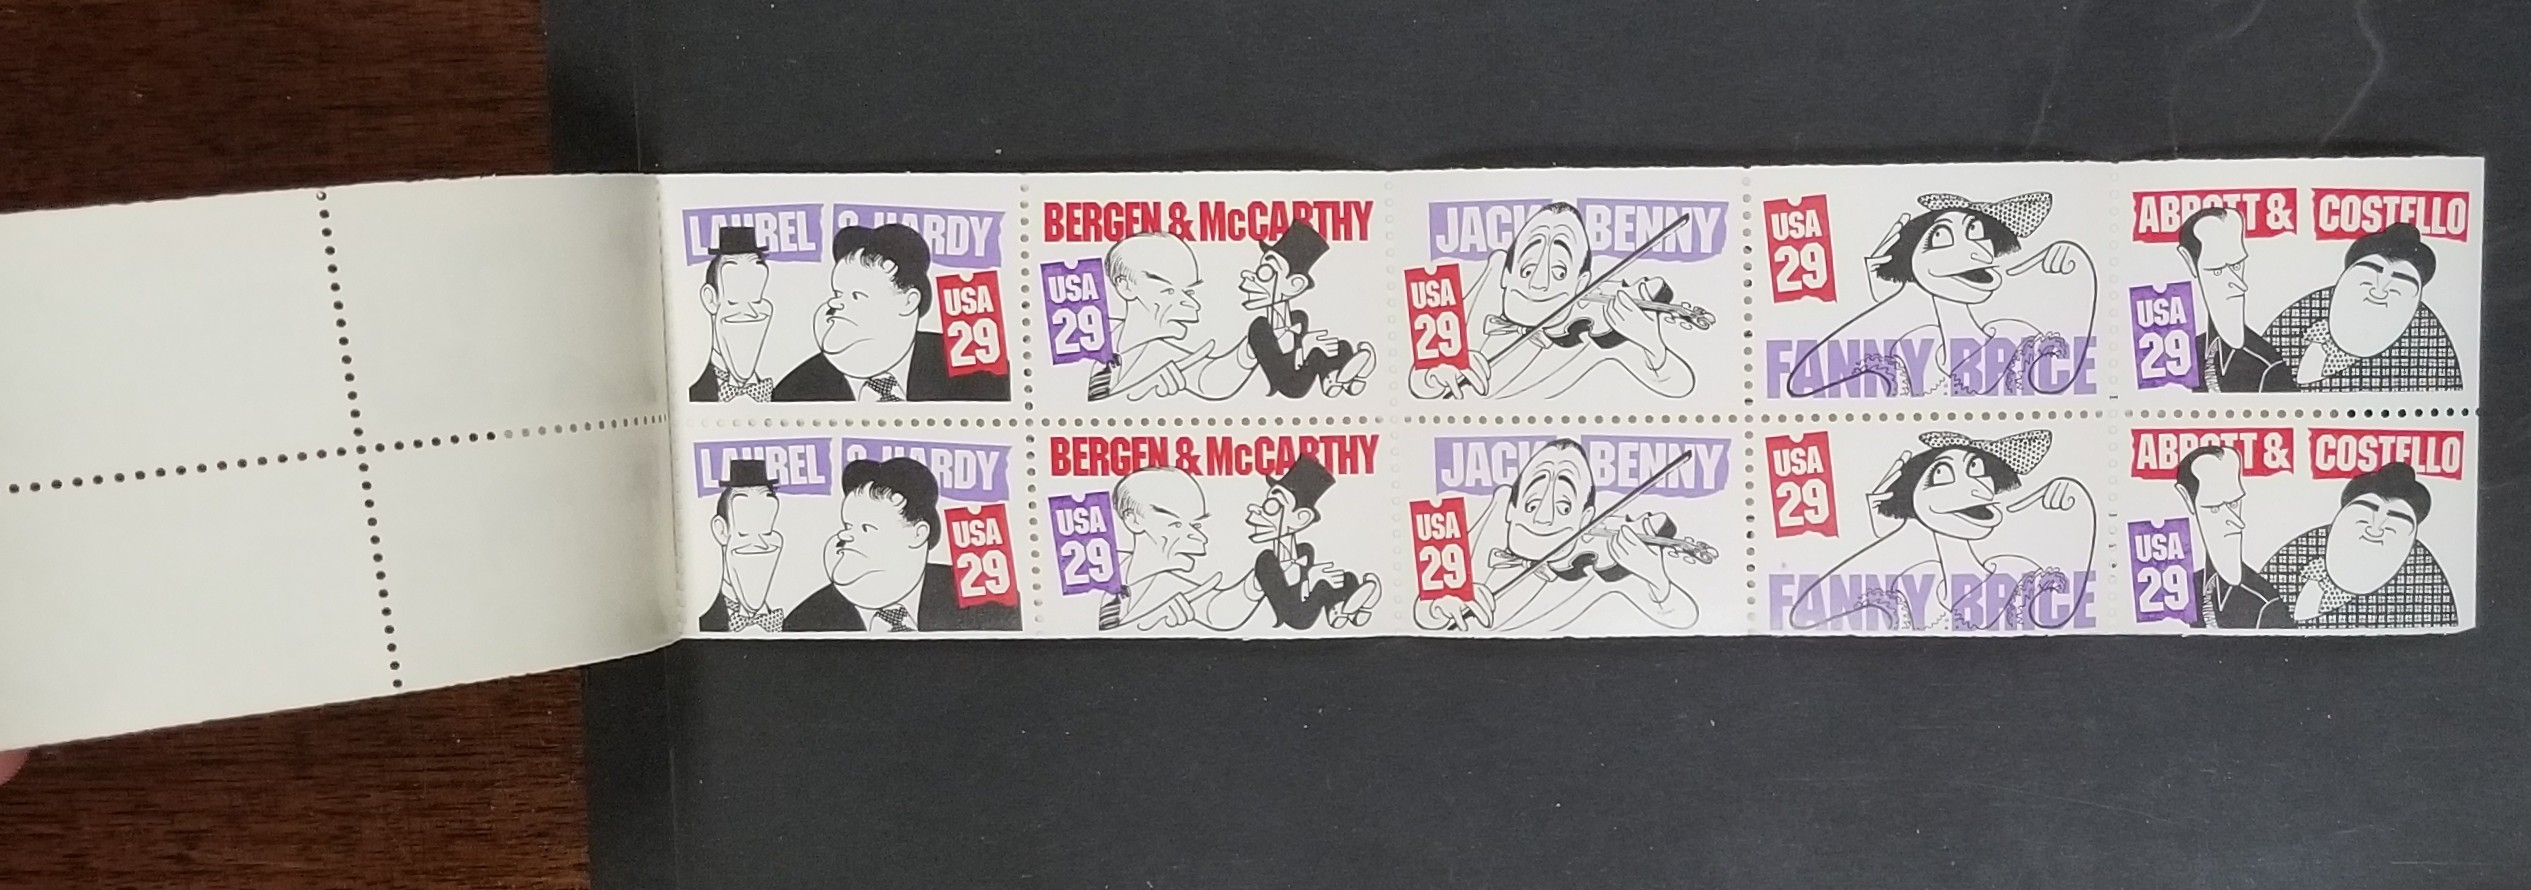 LAUREL & HARDY
USA
29
BERGEN & McCARTHY
USA
29
JACK BENNY
USA
29
USA
29
FANNY BRICE
ABBOTT & COSTELLO
USA
29
LAUREL & HARDY
USA
29
BERGEN & McCARTHY
USA
29
JACK BENNY
USA
29
USA
29
FANNY BRICE
ABBOTT & COSTELLO
USA
29